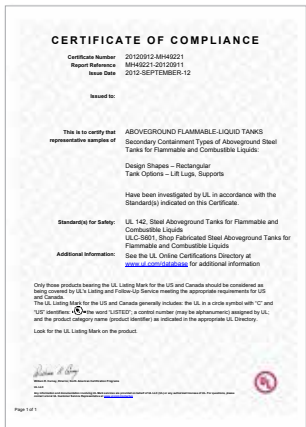 CERTIFICATE OF COMPLIANCE
Certificate Number 20120912-MH49221
Report Reference MH49221-20120911
Issue Date 2012-SEPTEMBER-12
Issued to:
This is to certify that ABOVEGROUND FLAMMABLE-LIQUID TANKS
representative samples of Secondary Containment Types of Aboveground Steel
Tanks for Flammable and Combustible Liquids:
Design Shapes – Rectangular
Tank Options – Lift Lugs, Supports
Have been investigated by UL in accordance with the
Standard(s) indicated on this Certificate.
Standard(s) for Safety: UL 142, Steel Aboveground Tanks for Flammable and
Combustible Liquids
ULC-S601, Shop Fabricated Steel Aboveground Tanks for
Flammable and Combustible Liquids
Additional Information: See the UL Online Certifications Directory at
www.ul.com/database for additional information
Only those products bearing the UL Listing Mark for the US and Canada should be considered as
being covered by UL's Listing and Follow-Up Service meeting the appropriate requirements for US
and Canada.
The UL Listing Mark for the US and Canada generally includes: the UL in a circle symbol with "C" and
"US" identifiers: the word "LISTED"; a control number (may be alphanumeric) assigned by UL;
and the product category name (product identifier) as indicated in the appropriate UL Directory.
Look for the UL Listing Mark on the product.
UL
Page 1 of 1